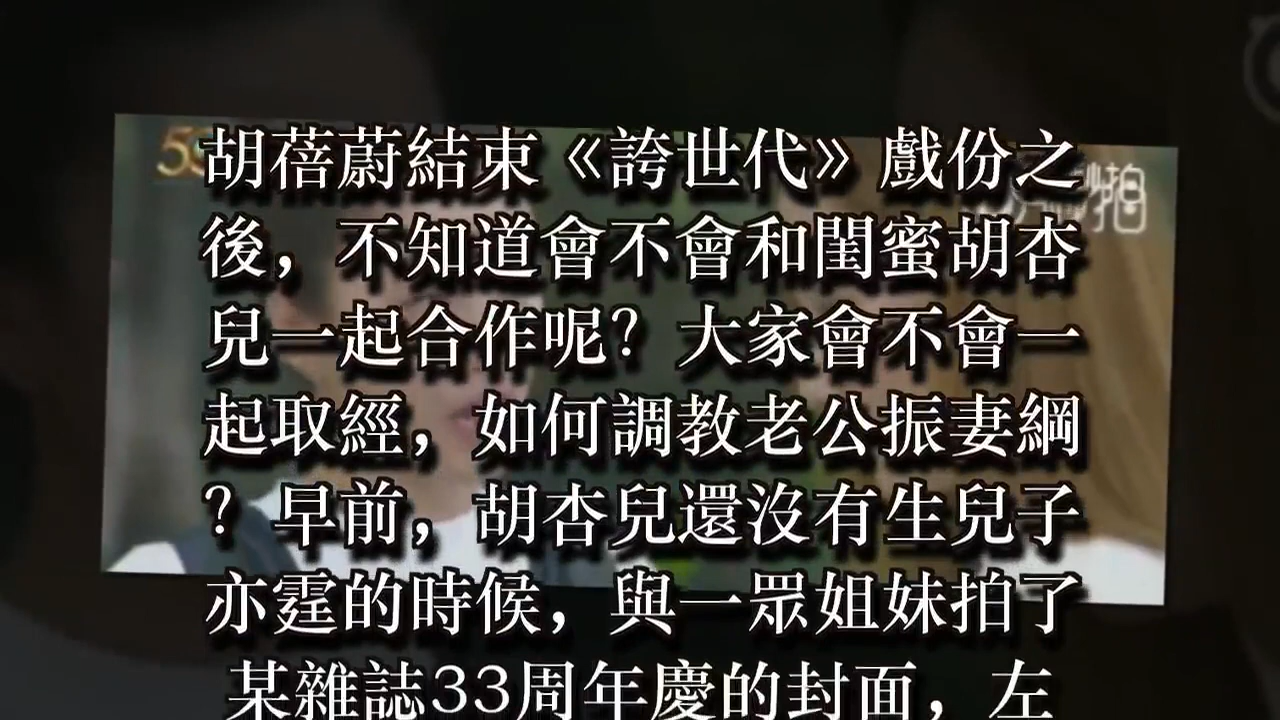 胡蓓蔚結束《誇世代》戲份之
後，不知道會不會和閨蜜胡杏
兒一起合作呢？大家會不會一
起取經，如何調教老公振妻綱
？早前，胡杏兒還沒有生兒子
亦霆的時候，與一眾姐妹拍了
某雜誌33周年慶的封面，左